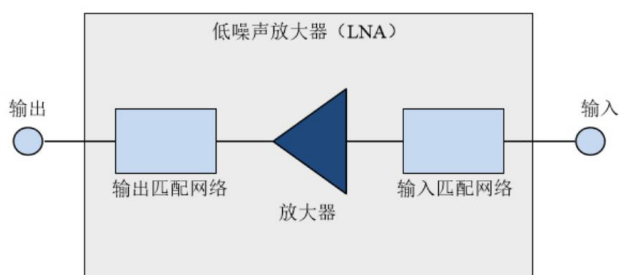 低噪声放大器（LNA）
输出
输入
输出匹配网络
输入匹配网络
放大器